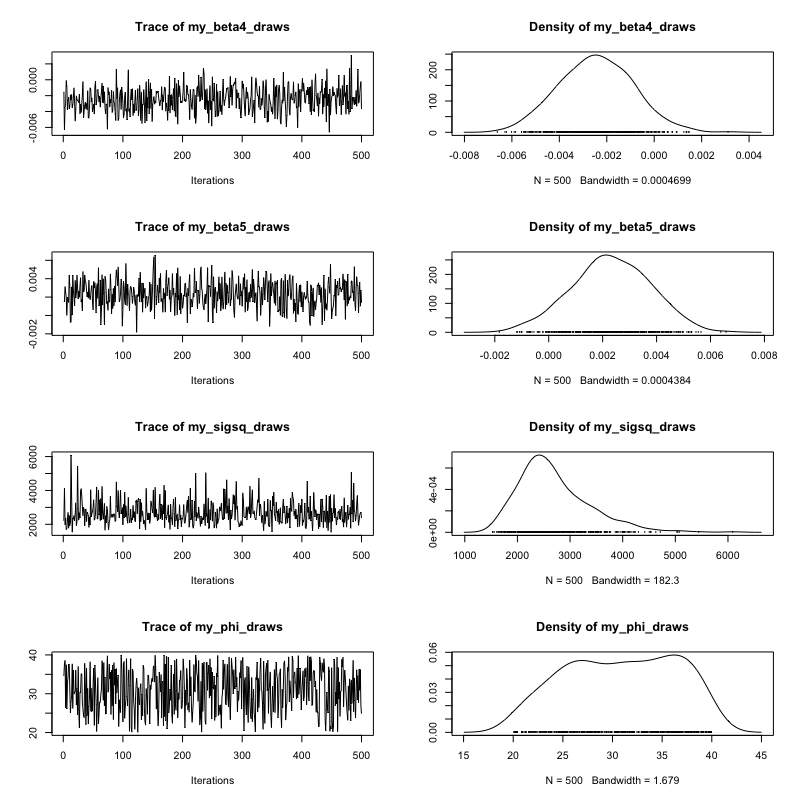 Trace of my_beta4_draws
0.000
-0.006
0 100 200 300 400 500
Iterations
Density of my_beta4_draws
200
100
0
-0.008 -0.006 -0.004 -0.002 0.000 0.002 0.004
N = 500 Bandwidth = 0.0004699
Trace of my_beta5_draws
0.004
-0.002
0 100 200 300 400 500
Iterations
Density of my_beta5_draws
200
100
0
-0.002 0.000 0.002 0.004 0.006 0.008
N = 500 Bandwidth = 0.0004384
Trace of my_sigsq_draws
6000
4000
2000
0 100 200 300 400 500
Iterations
Density of my_sigsq_draws
4e-04
0e+00
1000 2000 3000 4000 5000 6000
N = 500 Bandwidth = 182.3
Trace of my_phi_draws
40
30
20
0 100 200 300 400 500
Iterations
Density of my_phi_draws
0.06
0.03
0.00
15 20 25 30 35 40 45
N = 500 Bandwidth = 1.679